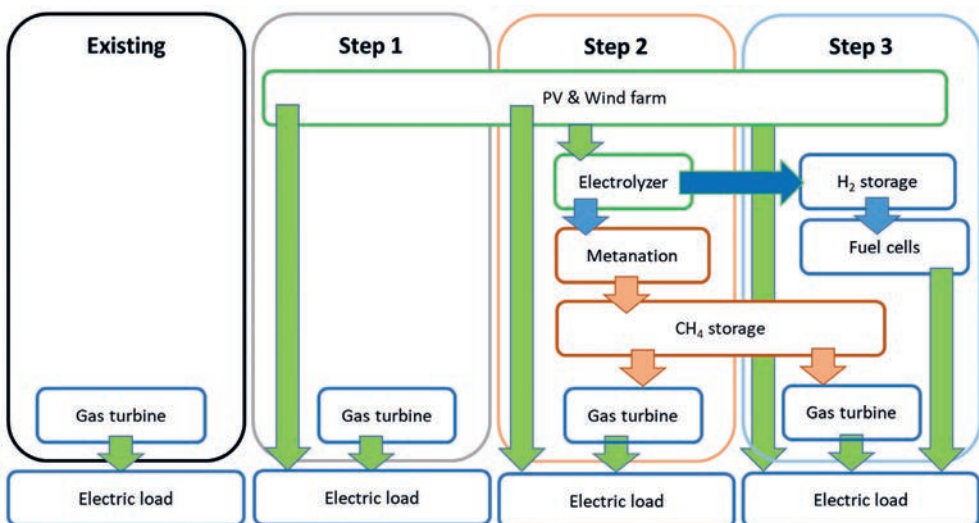 Existing
Step 1
Step 2
Step 3
PV & Wind farm
Electrolyzer
H₂ storage
Metanation
Fuel cells
CH₄ storage
Gas turbine
Gas turbine
Gas turbine
Gas turbine
Electric load
Electric load
Electric load
Electric load